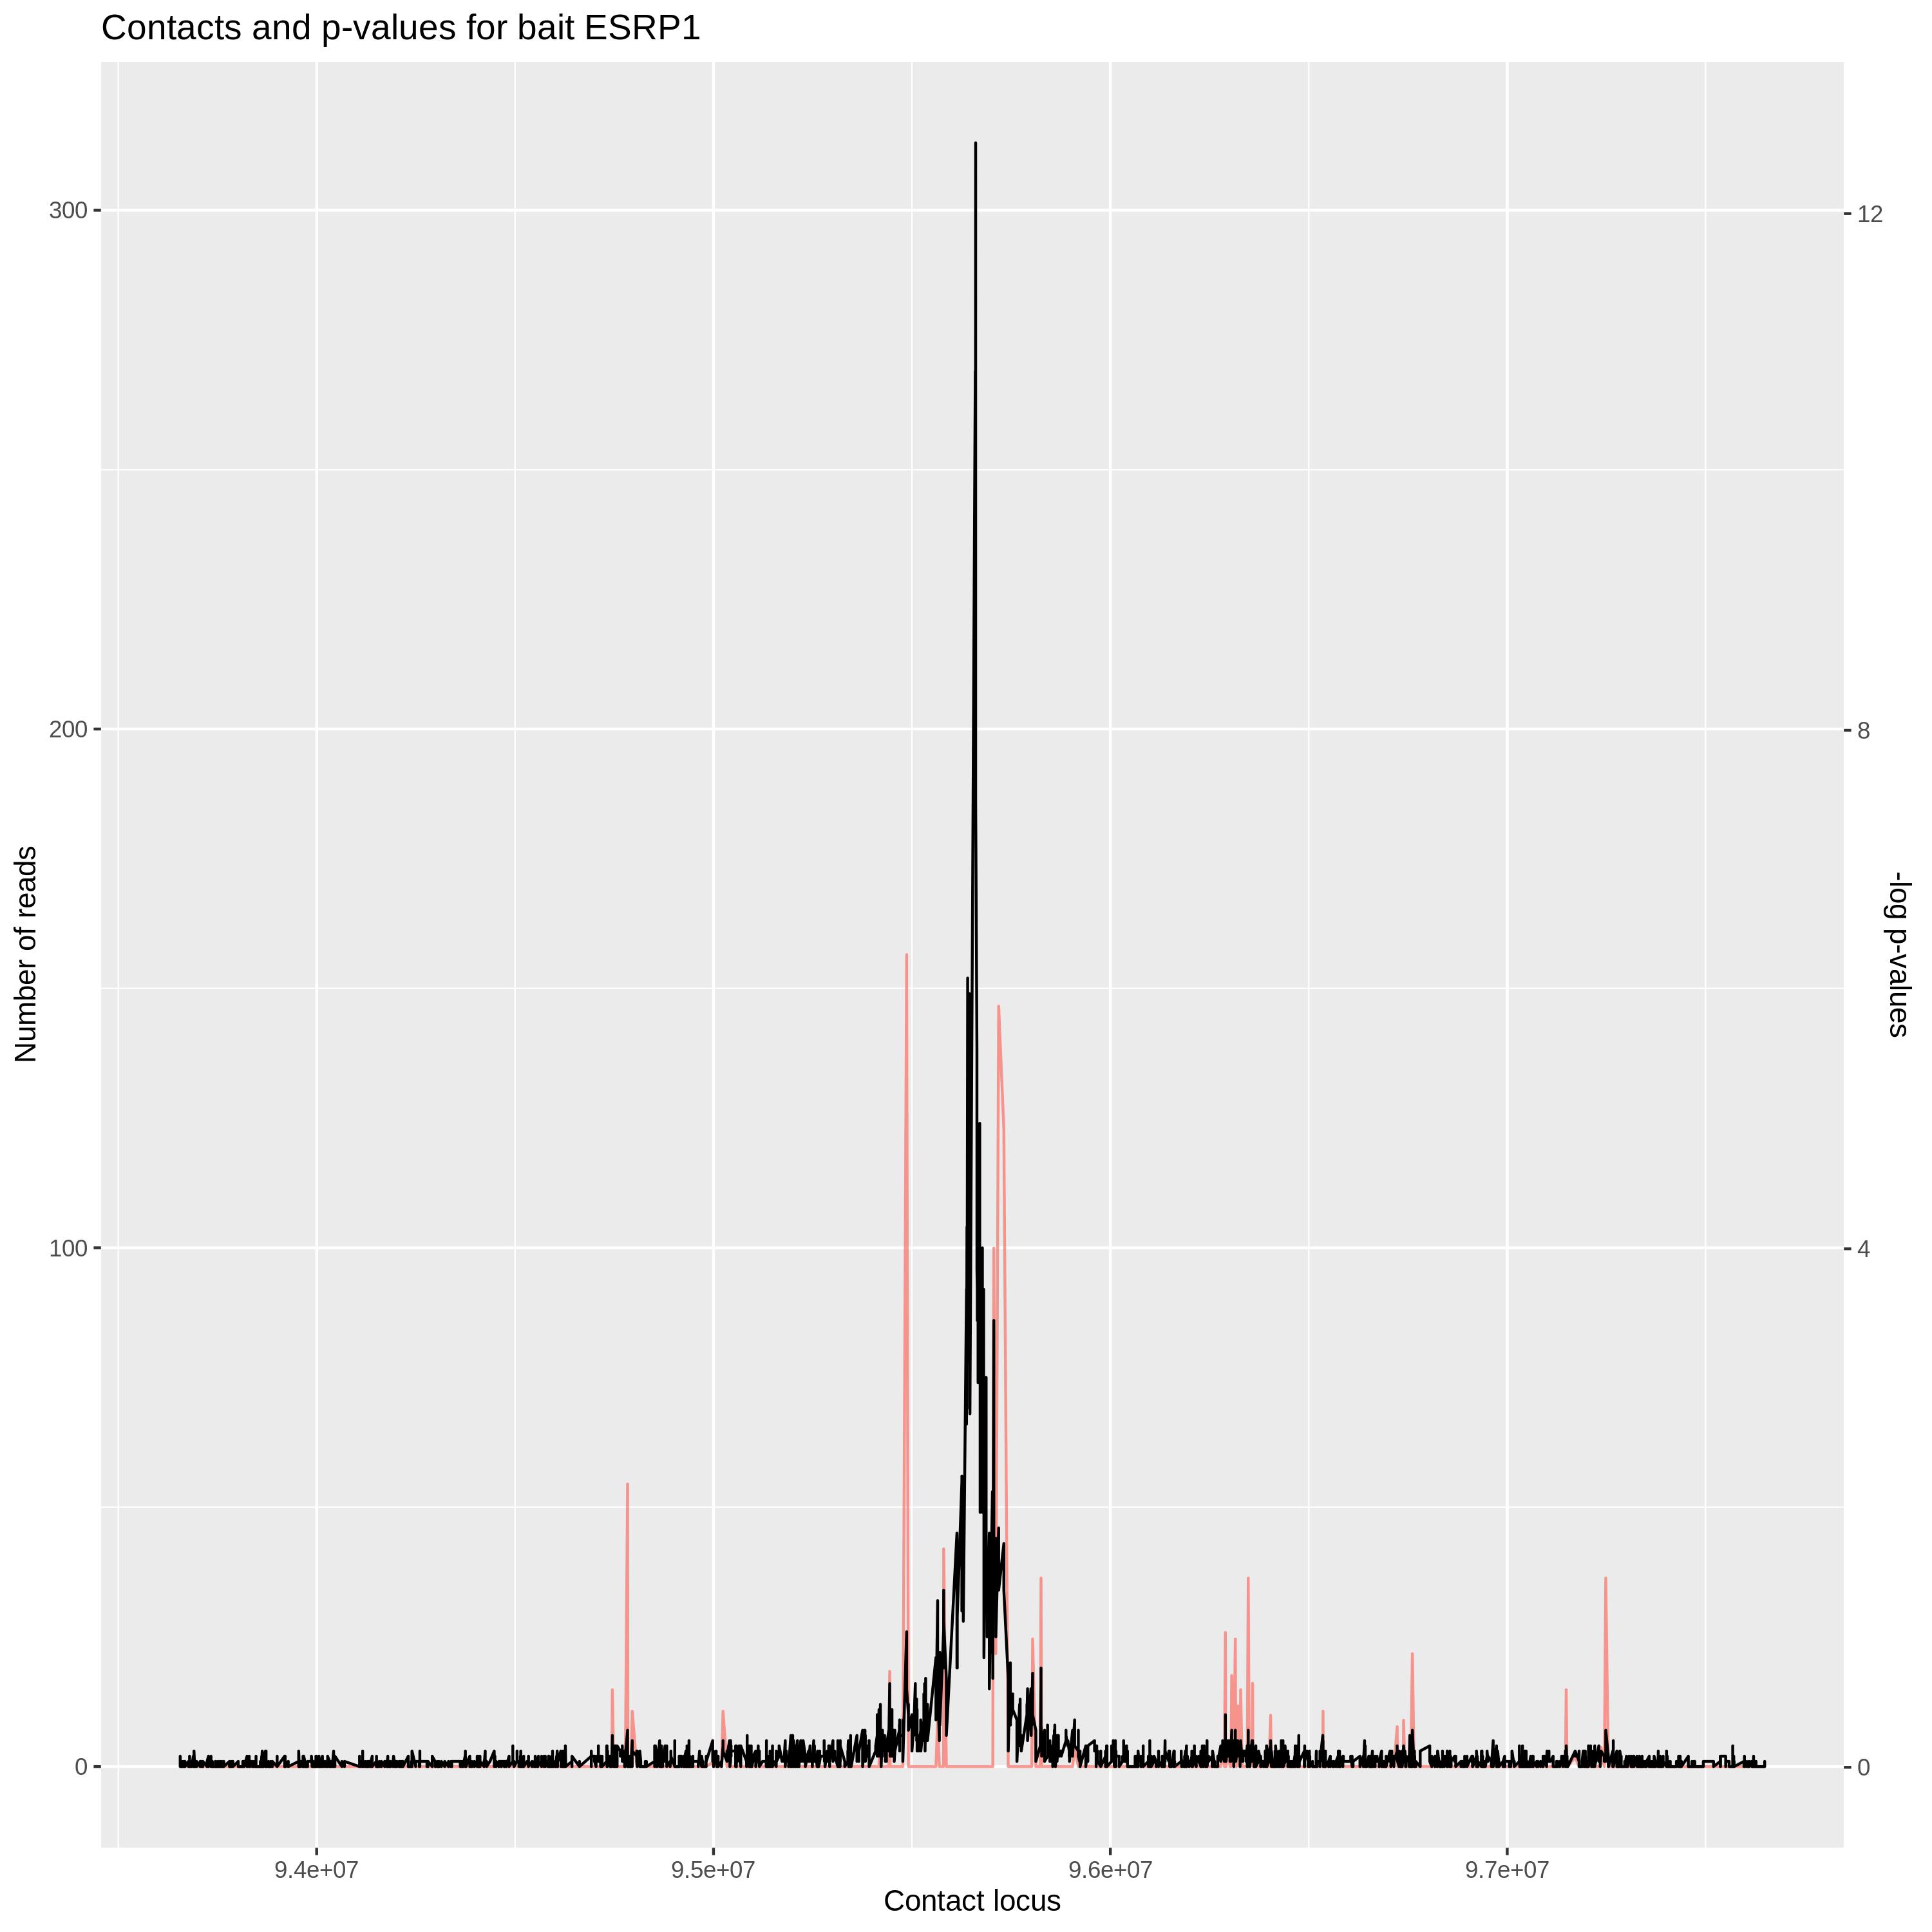 Contacts and p-values for bait ESRP1
300
200
100
0
12
8
4
0
Number of reads
-log p-values
9.4e+07
9.5e+07
9.6e+07
9.7e+07
Contact locus